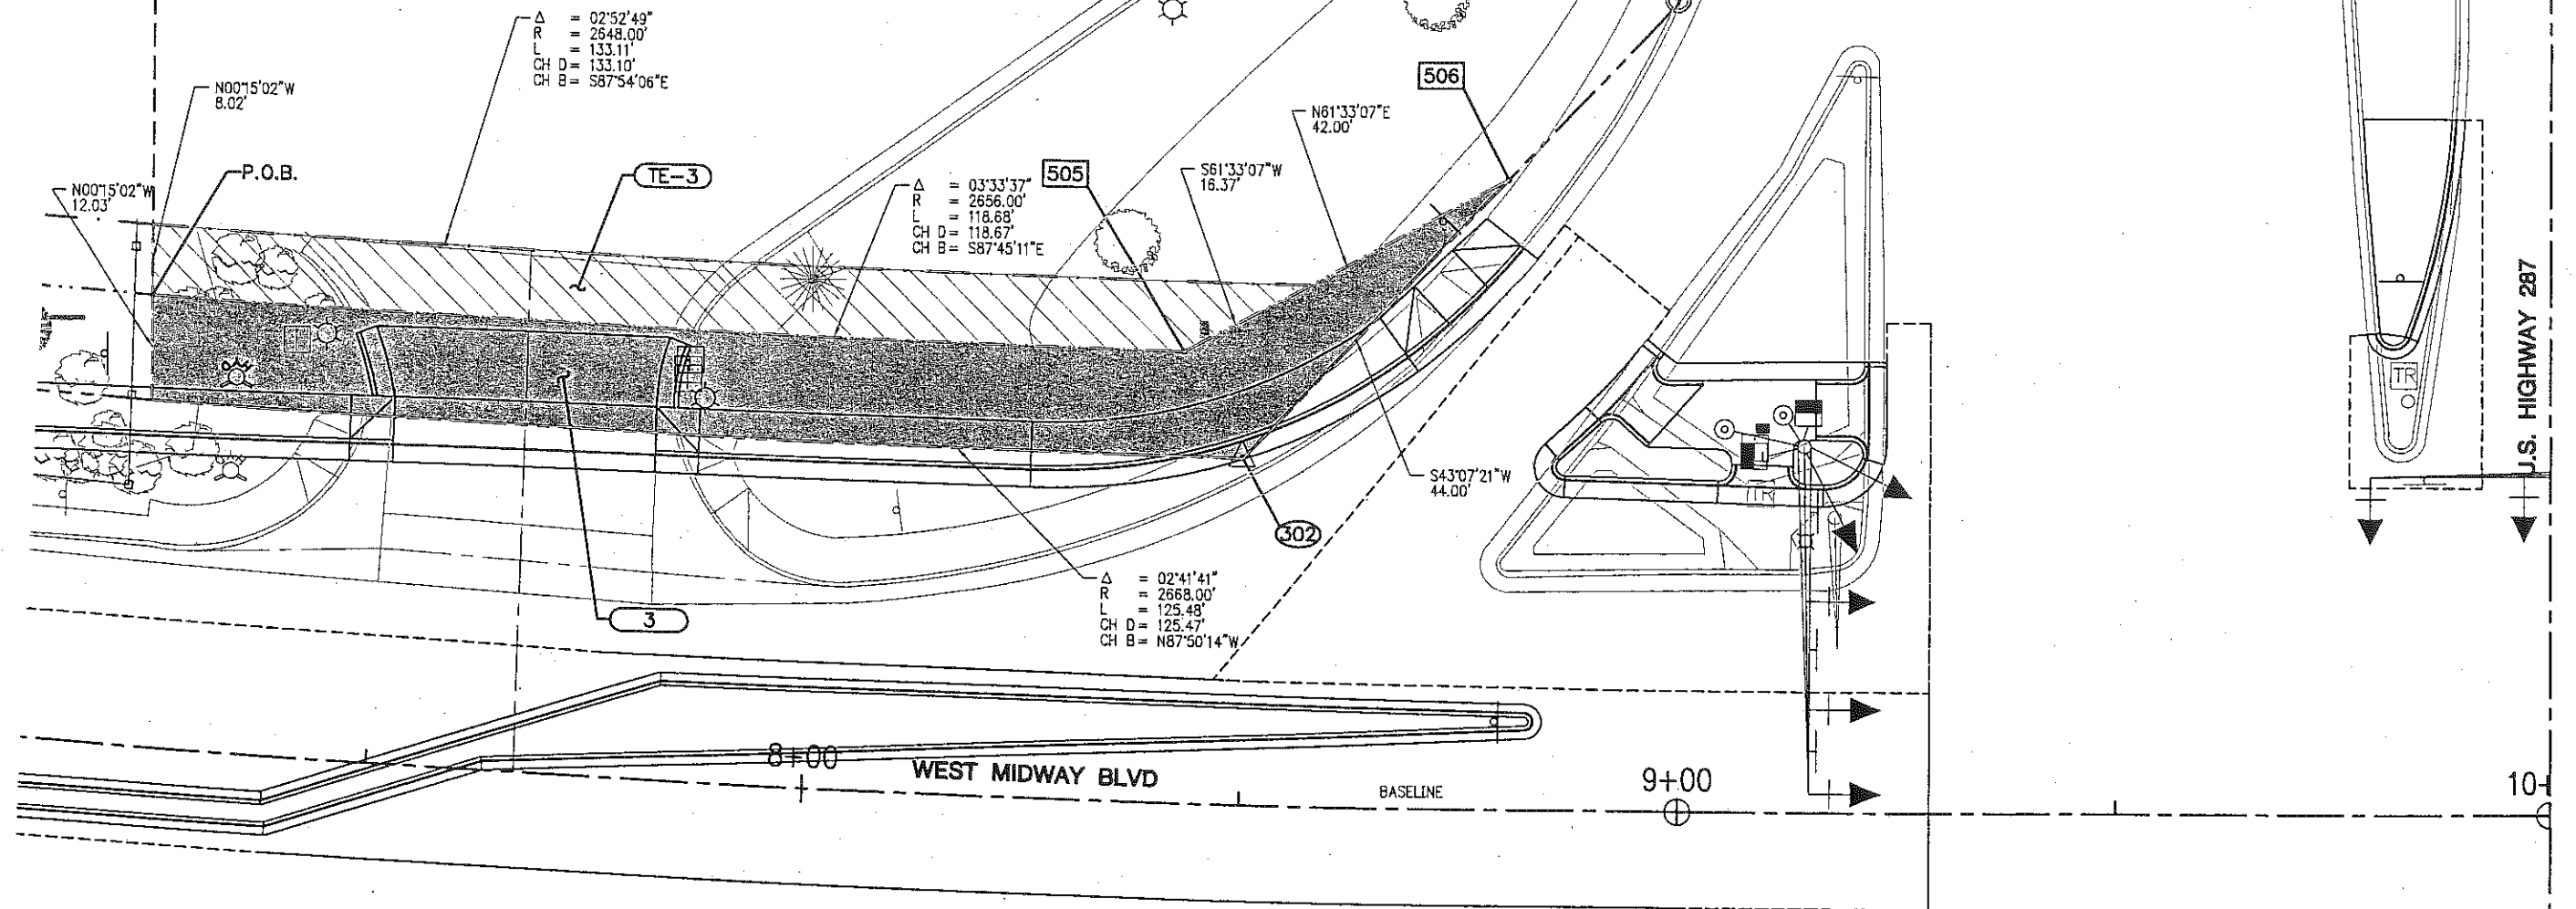 Δ = 02°52'49"
R = 2648.00'
L = 133.11'
CH D= 133.10'
CH B= S87°54'06"E
N00°15'02"W
8.02'
P.O.B.
N00°15'02"W
12.03'
TE-3
Δ = 03°33'37"
R = 2656.00'
L = 118.68'
CH D= 118.67'
CH B= S87°45'11"E
505
506
N61°33'07"E
42.00'
S61°33'07"W
16.37'
S43°07'21"W
44.00'
302
Δ = 02°41'41"
R = 2668.00'
L = 125.48'
CH D= 125.47'
CH B= N87°50'14"W
3
TR
TR
U.S. HIGHWAY 287
8+00
WEST MIDWAY BLVD
BASELINE
9+00
10+